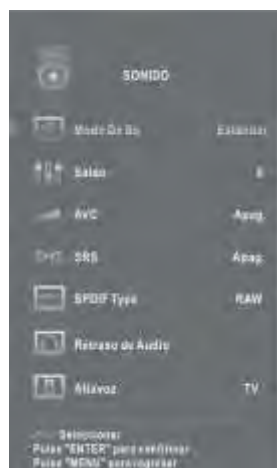 SONIDO
Modo De So Estándar
Balan 0
AVC Apag.
SRS Apag.
SPDIF Type RAW
Retraso de Audio
Altavoz TV
Seleccionar
Pulse "ENTER" para confirmar
Pulse "MENU" para regresar